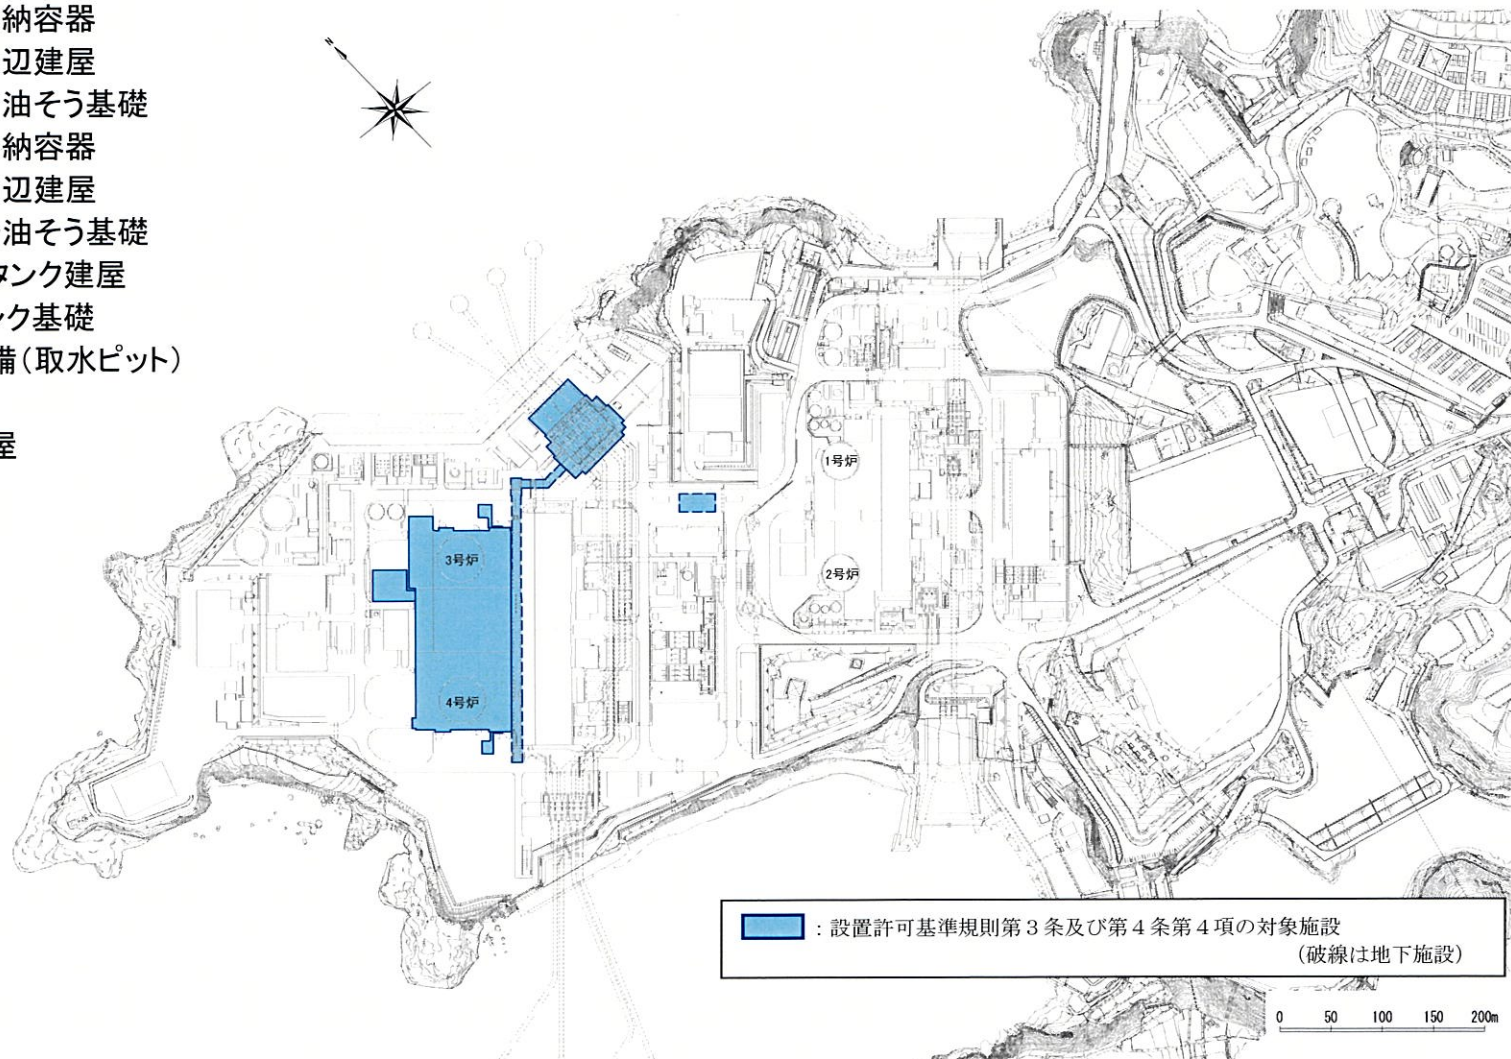 納容器
辺建屋
油そう基礎
納容器
辺建屋
油そう基礎
タンク建屋
ンク基礎
備(取水ピット)
屋
N
1号炉
2号炉
3号炉
4号炉
:設置許可基準規則第3条及び第4条第4項の対象施設
(破線は地下施設)
0 50 100 150 200m